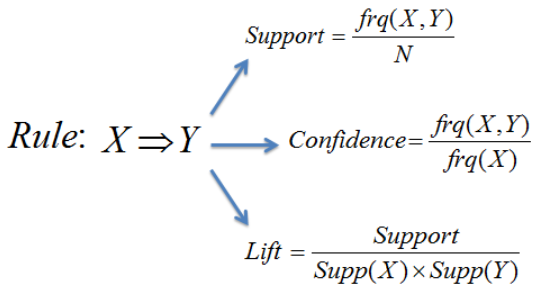 Support = frq(X,Y) / N
Rule: X ⇒ Y
Confidence = frq(X,Y) / frq(X)
Lift = Support / Supp(X) × Supp(Y)